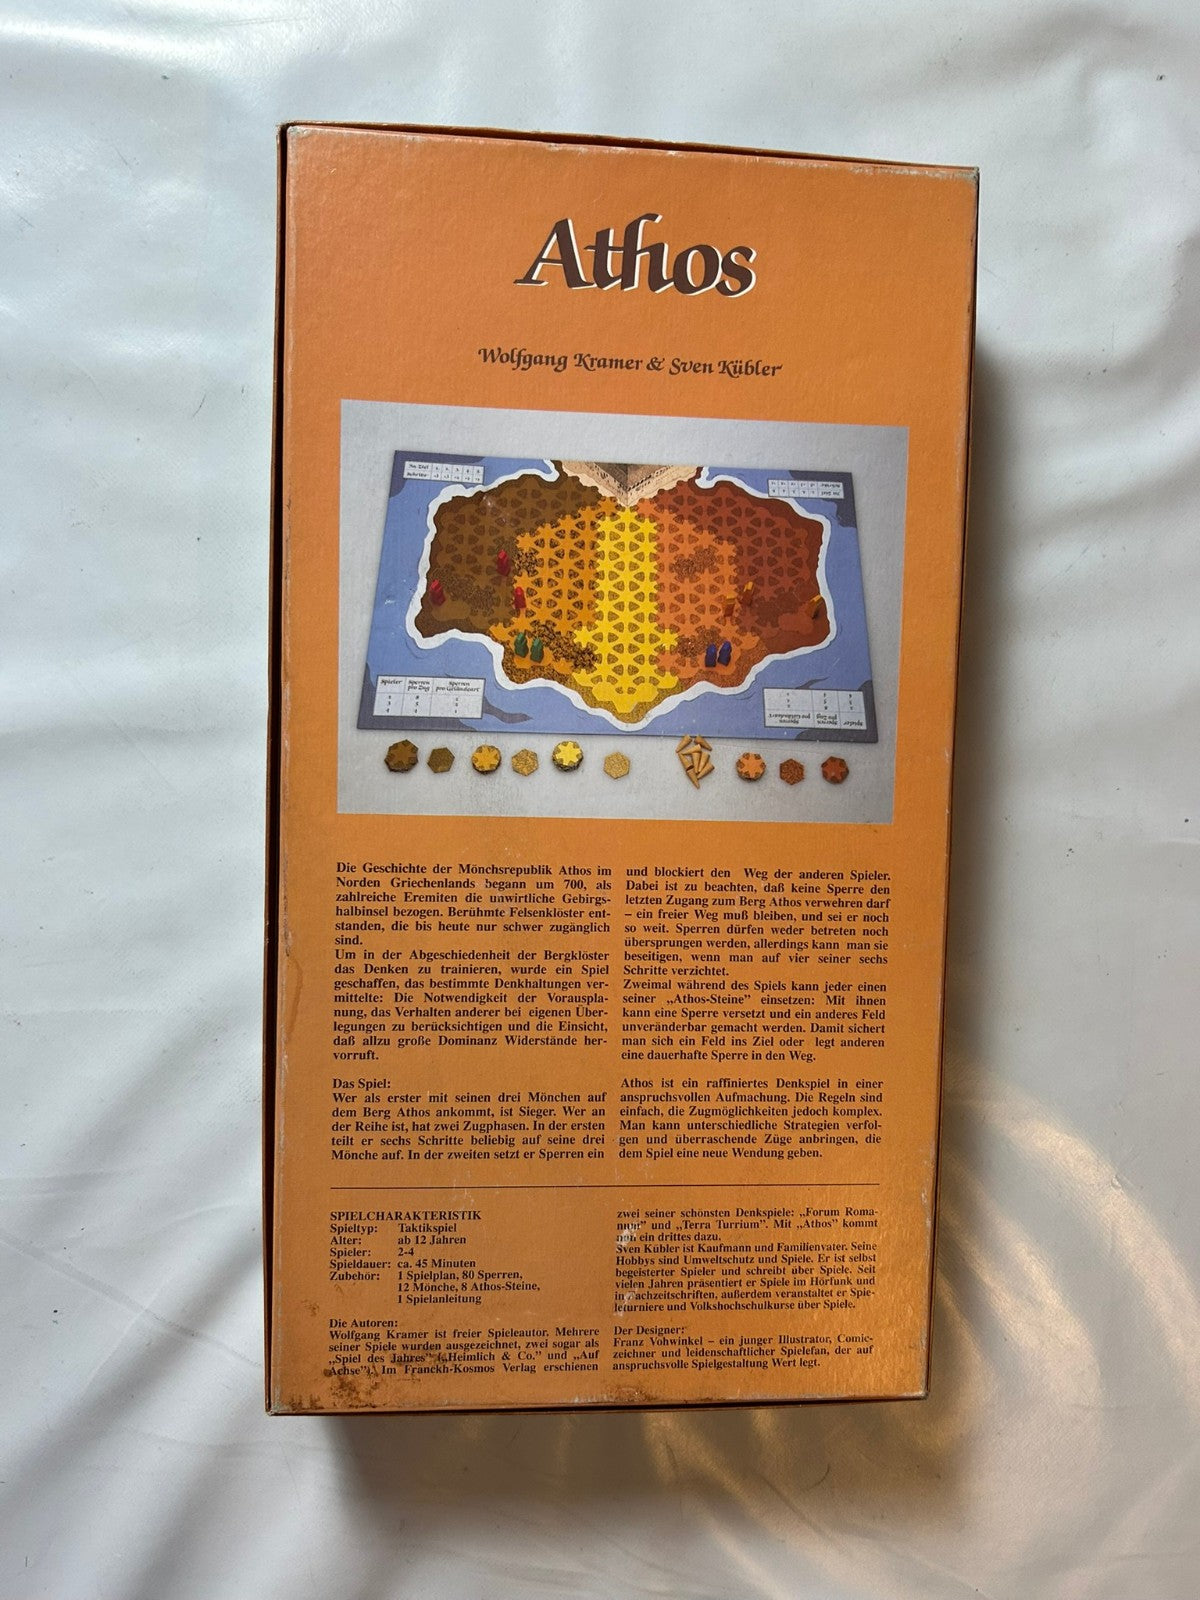 Athos
Wolfgang Kramer & Sven Kübler
Nu Ziel
Schritte
Spieler
Sperren
pro Zug
Sperren
pro Geländeart
Spieler
Sperren
pro Zug
Sperren
pro Geländeart
Die Geschichte der Mönchsrepublik Athos im
Norden Griechenlands begann um 700, als
zahlreiche Eremiten die unwirtliche Gebirgs-
halbinsel bezogen. Berühmte Felsenklöster ent-
standen, die bis heute nur schwer zugänglich
sind.
Um in der Abgeschiedenheit der Bergklöster
das Denken zu trainieren, wurde ein Spiel
geschaffen, das bestimmte Denkhaltungen ver-
mittelte: Die Notwendigkeit der Vorauspla-
nung, das Verhalten anderer bei eigenen Über-
legungen zu berücksichtigen und die Einsicht,
daß allzu große Dominanz Widerstände her-
vorruft.
Das Spiel:
Wer als erster mit seinen drei Mönchen auf
dem Berg Athos ankommt, ist Sieger. Wer an
der Reihe ist, hat zwei Zugphasen. In der ersten
teilt er sechs Schritte beliebig auf seine drei
Mönche auf. In der zweiten setzt er Sperren ein
und blockiert den Weg der anderen Spieler.
Dabei ist zu beachten, daß keine Sperre den
letzten Zugang zum Berg Athos verwehren darf
– ein freier Weg muß bleiben, und sei er noch
so weit. Sperren dürfen weder betreten noch
übersprungen werden, allerdings kann man sie
beseitigen, wenn man auf vier seiner sechs
Schritte verzichtet.
Zweimal während des Spiels kann jeder einen
seiner „Athos-Steine” einsetzen: Mit ihnen
kann eine Sperre versetzt und ein anderes Feld
unveränderbar gemacht werden. Damit sichert
man sich ein Feld ins Ziel oder legt anderen
eine dauerhafte Sperre in den Weg.
Athos ist ein raffiniertes Denkspiel in einer
anspruchsvollen Aufmachung. Die Regeln sind
einfach, die Zugmöglichkeiten jedoch komplex.
Man kann unterschiedliche Strategien verfol-
gen und überraschende Züge anbringen, die
dem Spiel eine neue Wendung geben.
SPIELCHARAKTERISTIK
Spieltyp: Taktikspiel
Alter: ab 12 Jahren
Spieler: 2-4
Spieldauer: ca. 45 Minuten
Zubehör: 1 Spielplan, 80 Sperren,
12 Mönche, 8 Athos-Steine,
1 Spielanleitung
Die Autoren:
Wolfgang Kramer ist freier Spieleautor. Mehrere
seiner Spiele wurden ausgezeichnet, zwei sogar als
„Spiel des Jahres” („Heimlich & Co.” und „Auf
Achse”). Im Franckh-Kosmos Verlag erschienen
zwei seiner schönsten Denkspiele: „Forum Roma-
num” und „Terra Turrium”. Mit „Athos” kommt
nun ein drittes dazu.
Sven Kübler ist Kaufmann und Familienvater. Seine
Hobbys sind Umweltschutz und Spiele. Er ist selbst
begeisterter Spieler und schreibt über Spiele. Seit
vielen Jahren präsentiert er Spiele im Hörfunk und
in Fachzeitschriften, außerdem veranstaltet er Spie-
leturniere und Volkshochschulkurse über Spiele.
Der Designer:
Franz Vohwinkel – ein junger Illustrator, Comic-
zeichner und leidenschaftlicher Spielefan, der auf
anspruchsvolle Spielgestaltung Wert legt.